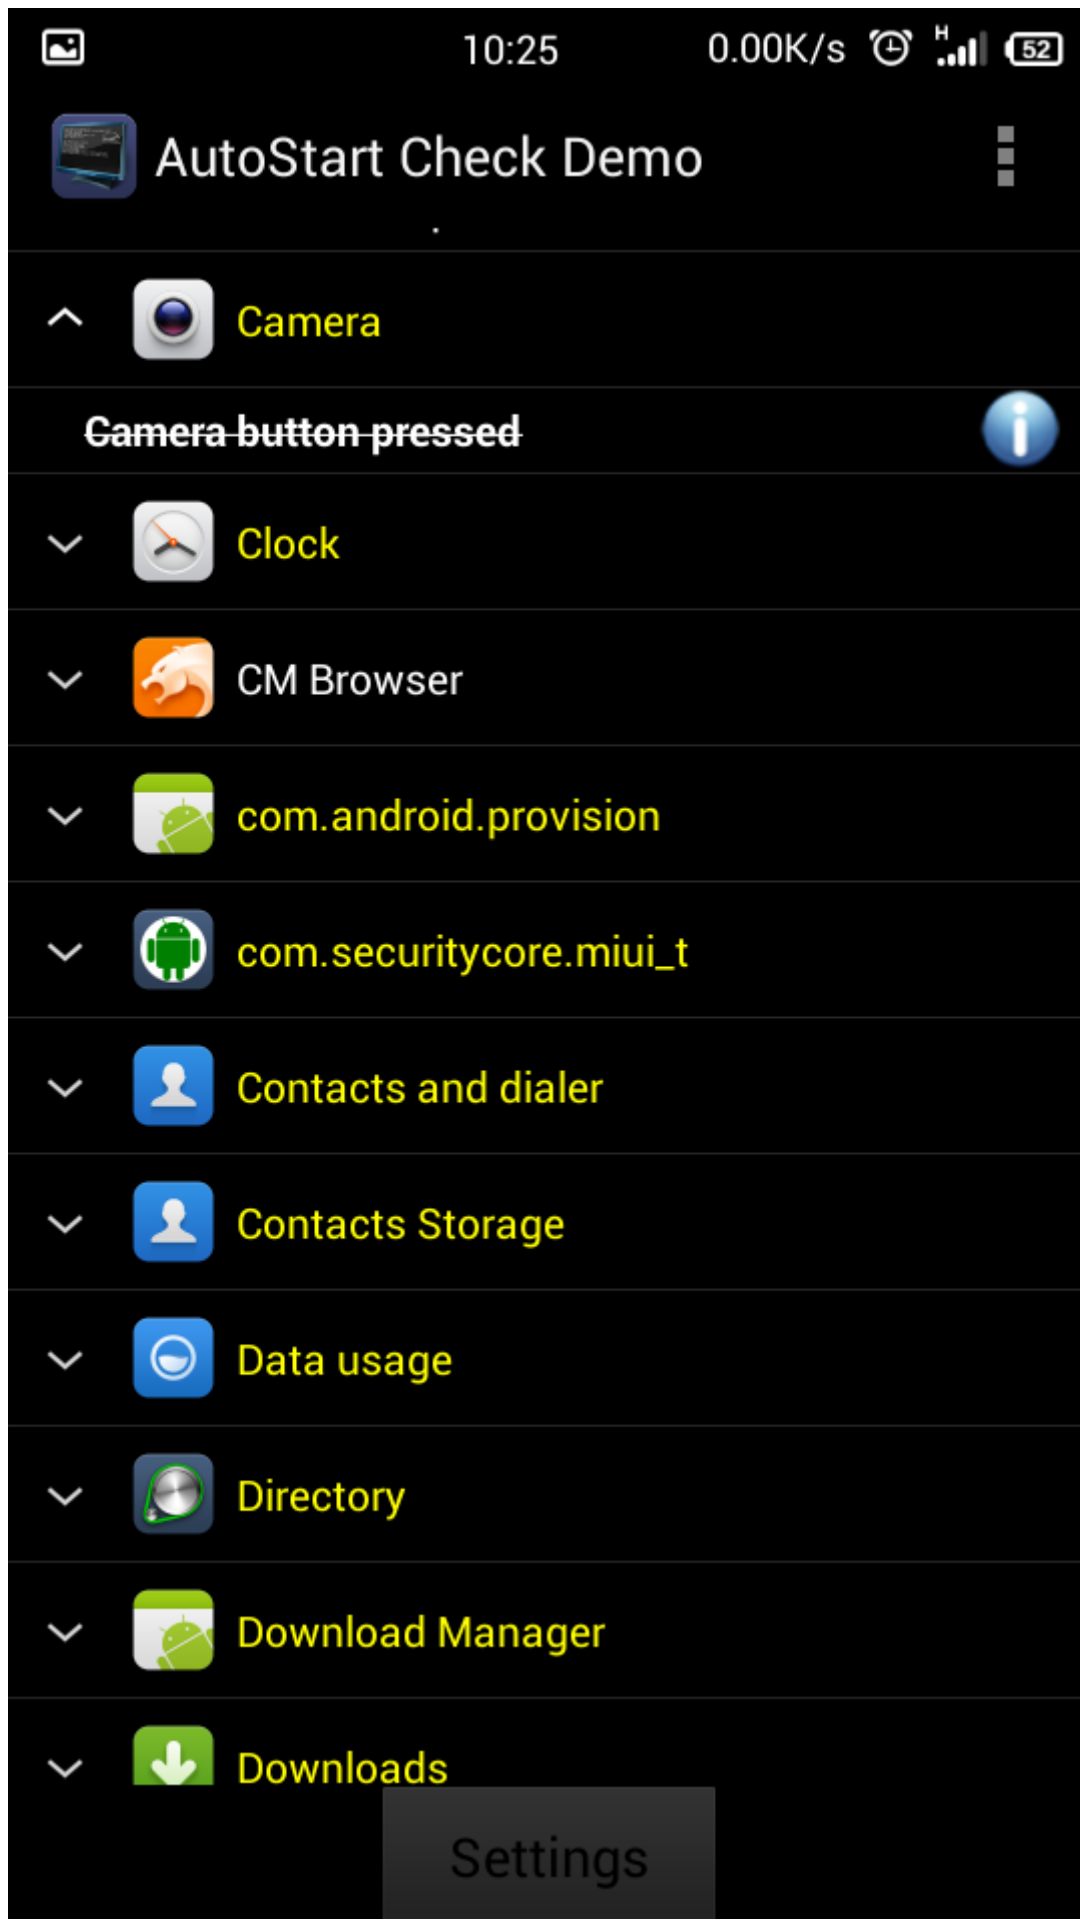 10:25 0.00K/s H 52
AutoStart Check Demo
Camera
Camera button pressed
Clock
CM Browser
com.android.provision
com.securitycore.miui_t
Contacts and dialer
Contacts Storage
Data usage
Directory
Download Manager
Downloads
Settings